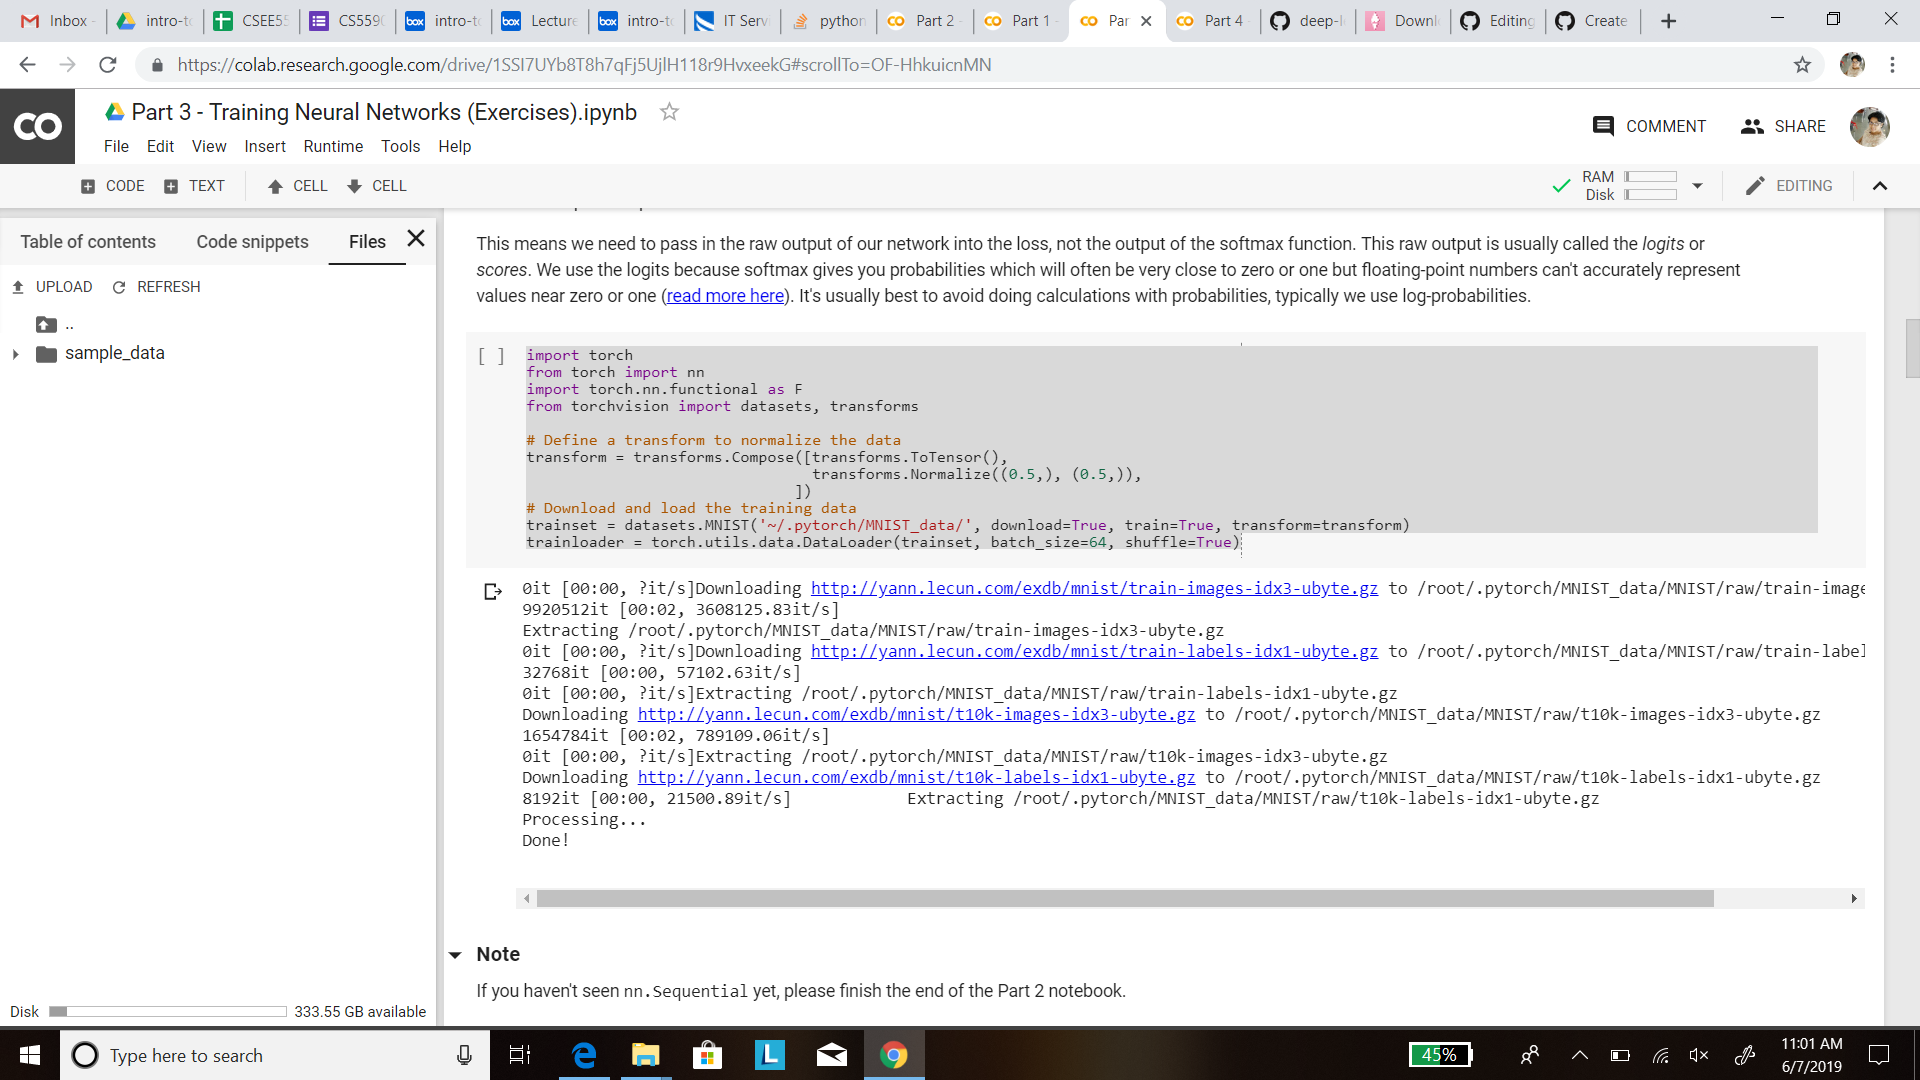 Inbox
intro-to
CSEE55
CS5590
box intro-to
box Lecture
box intro-to
IT Servi
python
Part 2
Part 1
Par
Part 4
deep-l
Downl
Editing
Create
https://colab.research.google.com/drive/1SSI7UYb8T8h7qFj5UjlH118r9HvxeekG#scrollTo=OF-HhkuicnMN
CO
Part 3 - Training Neural Networks (Exercises).ipynb
COMMENT
SHARE
File Edit View Insert Runtime Tools Help
CODE TEXT CELL CELL
RAM
Disk
EDITING
Table of contents Code snippets Files
UPLOAD REFRESH
..
sample_data
Disk 333.55 GB available
This means we need to pass in the raw output of our network into the loss, not the output of the softmax function. This raw output is usually called the logits or
scores. We use the logits because softmax gives you probabilities which will often be very close to zero or one but floating-point numbers can't accurately represent
values near zero or one (read more here). It's usually best to avoid doing calculations with probabilities, typically we use log-probabilities.
[ ]
import torch
from torch import nn
import torch.nn.functional as F
from torchvision import datasets, transforms
# Define a transform to normalize the data
transform = transforms.Compose([transforms.ToTensor(),
transforms.Normalize((0.5,), (0.5,)),
])
# Download and load the training data
trainset = datasets.MNIST('~/.pytorch/MNIST_data/', download=True, train=True, transform=transform)
trainloader = torch.utils.data.DataLoader(trainset, batch_size=64, shuffle=True)
0it [00:00, ?it/s]Downloading http://yann.lecun.com/exdb/mnist/train-images-idx3-ubyte.gz to /root/.pytorch/MNIST_data/MNIST/raw/train-image
9920512it [00:02, 3608125.83it/s]
Extracting /root/.pytorch/MNIST_data/MNIST/raw/train-images-idx3-ubyte.gz
0it [00:00, ?it/s]Downloading http://yann.lecun.com/exdb/mnist/train-labels-idx1-ubyte.gz to /root/.pytorch/MNIST_data/MNIST/raw/train-label
32768it [00:00, 57102.63it/s]
0it [00:00, ?it/s]Extracting /root/.pytorch/MNIST_data/MNIST/raw/train-labels-idx1-ubyte.gz
Downloading http://yann.lecun.com/exdb/mnist/t10k-images-idx3-ubyte.gz to /root/.pytorch/MNIST_data/MNIST/raw/t10k-images-idx3-ubyte.gz
1654784it [00:02, 789109.06it/s]
0it [00:00, ?it/s]Extracting /root/.pytorch/MNIST_data/MNIST/raw/t10k-images-idx3-ubyte.gz
Downloading http://yann.lecun.com/exdb/mnist/t10k-labels-idx1-ubyte.gz to /root/.pytorch/MNIST_data/MNIST/raw/t10k-labels-idx1-ubyte.gz
8192it [00:00, 21500.89it/s] Extracting /root/.pytorch/MNIST_data/MNIST/raw/t10k-labels-idx1-ubyte.gz
Processing...
Done!
Note
If you haven't seen nn.Sequential yet, please finish the end of the Part 2 notebook.
Type here to search
L
45%
11:01 AM
6/7/2019